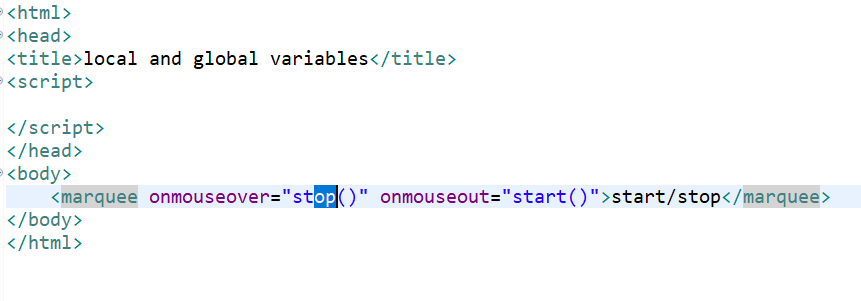 <html>
<head>
<title>local and global variables</title>
<script>
</script>
</head>
<body>
<marquee onmouseover="stop()" onmouseout="start()">start/stop</marquee>
</body>
</html>